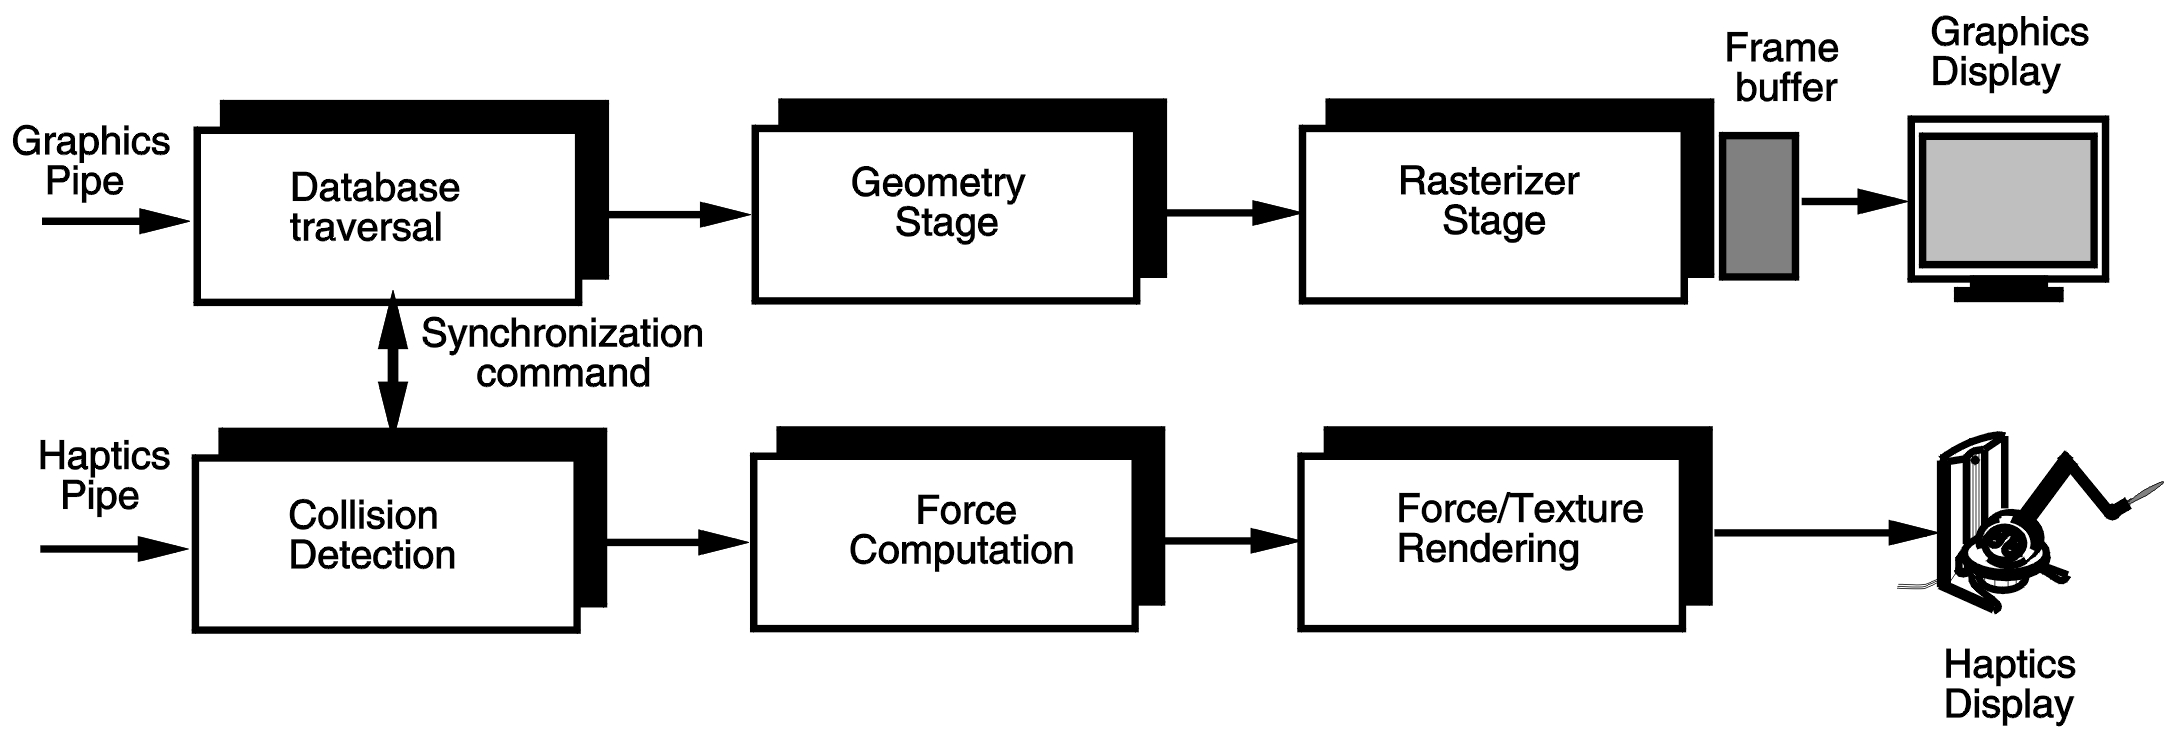 Graphics
Pipe
Database
traversal
Geometry
Stage
Rasterizer
Stage
Frame
buffer
Graphics
Display
Synchronization
command
Haptics
Pipe
Collision
Detection
Force
Computation
Force/Texture
Rendering
Haptics
Display